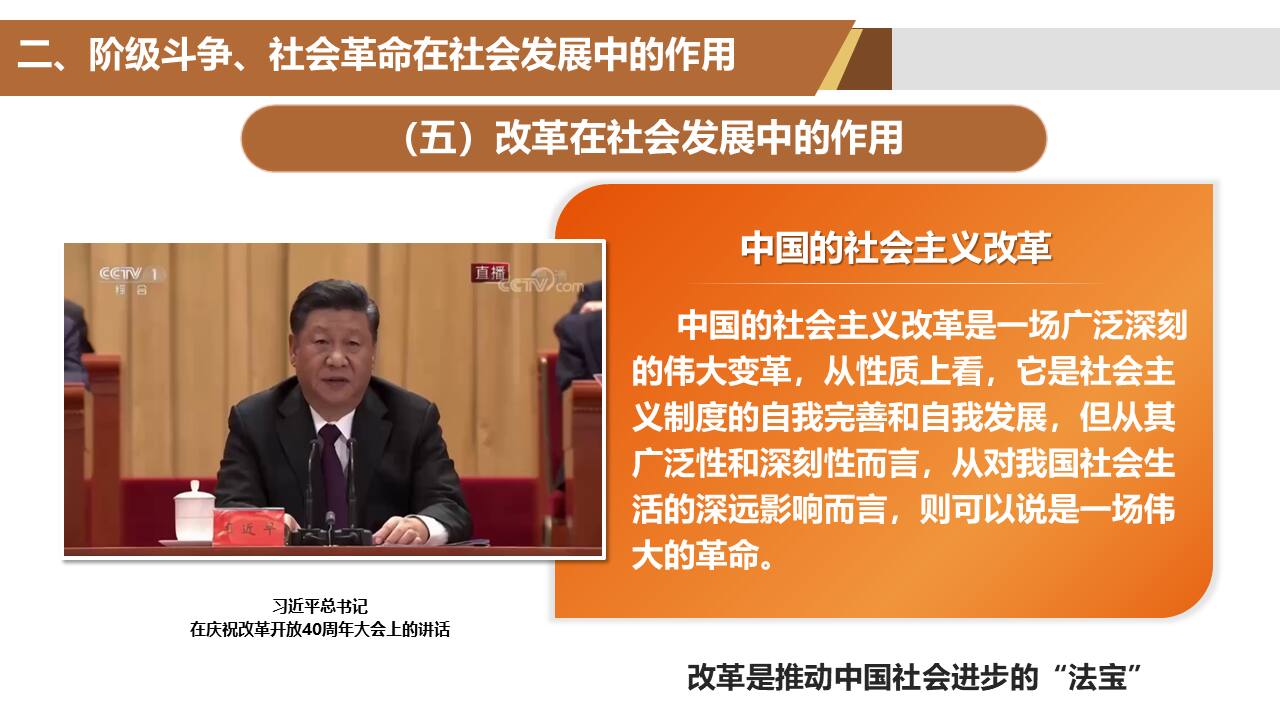 二、阶级斗争、社会革命在社会发展中的作用
（五）改革在社会发展中的作用
CCTV 1
综合
直播
CCTV.com
习近平
中国的社会主义改革
中国的社会主义改革是一场广泛深刻
的伟大变革，从性质上看，它是社会主
义制度的自我完善和自我发展，但从其
广泛性和深刻性而言，从对我国社会生
活的深远影响而言，则可以说是一场伟
大的革命。
习近平总书记
在庆祝改革开放40周年大会上的讲话
改革是推动中国社会进步的“法宝”